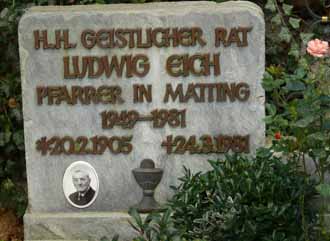 H.H. GEISTLICHER RAT
LUDWIG EICH
PFARRER IN MATTING
1949–1981
*20.2.1905 +24.3.1981